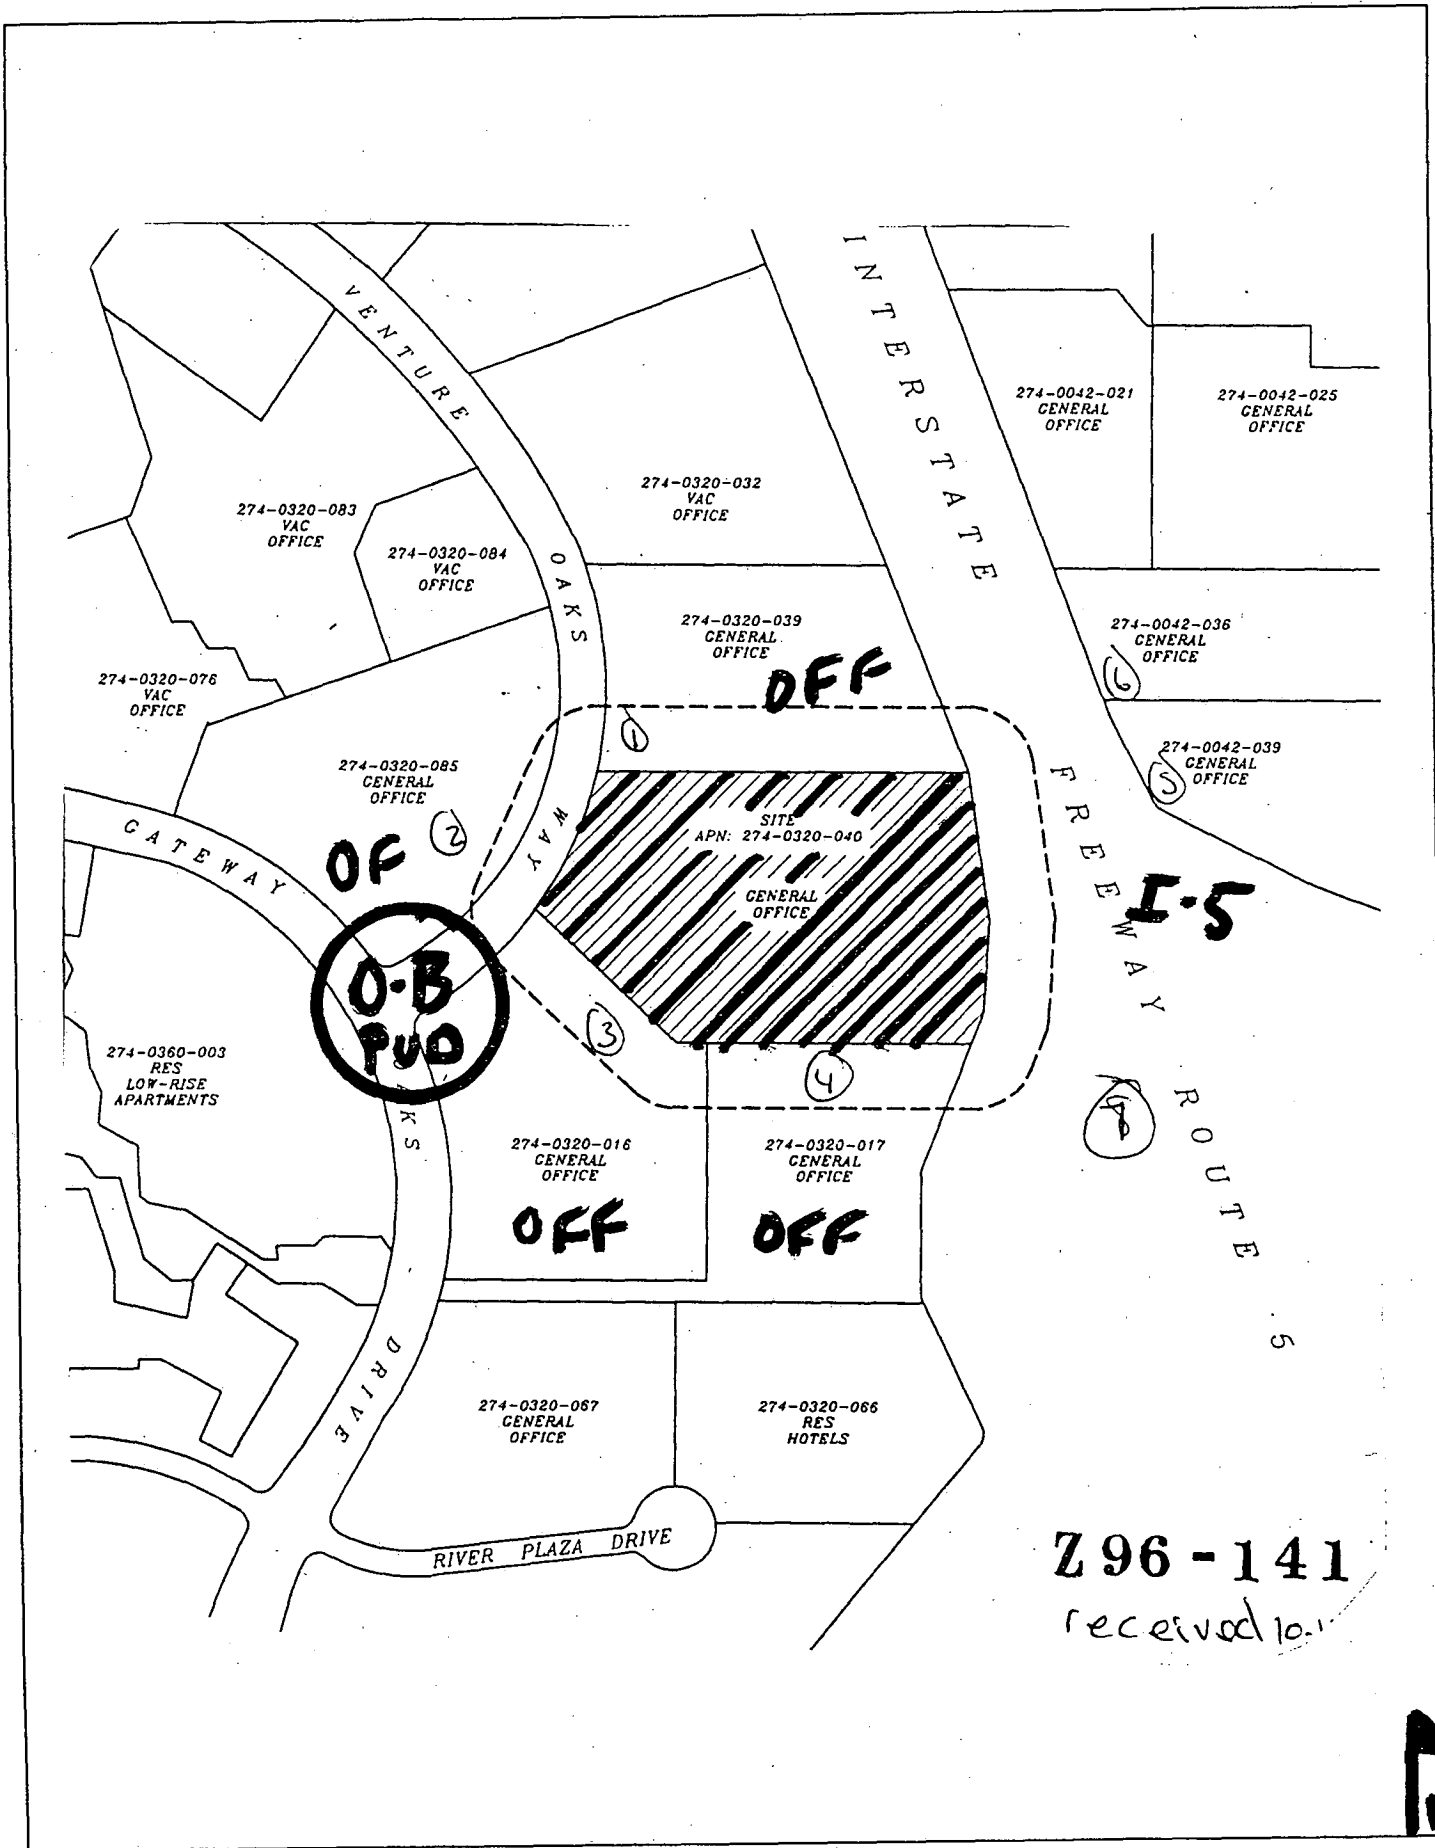 INTERSTATE
VENTURE
274-0042-021
GENERAL
OFFICE
274-0042-025
GENERAL
OFFICE
274-0320-032
VAC
OFFICE
274-0320-083
VAC
OFFICE
274-0320-084
VAC
OFFICE
OAKS
274-0320-039
GENERAL
OFFICE
OFF
274-0042-036
GENERAL
OFFICE
6
274-0320-076
VAC
OFFICE
1
274-0042-039
GENERAL
OFFICE
5
274-0320-085
GENERAL
OFFICE
2
OF
WAY
FREEWAY
SITE
APN: 274-0320-040
GENERAL
OFFICE
GATEWAY
I-5
O-B
PUD
3
4
274-0360-003
RES
LOW-RISE
APARTMENTS
KS
ROUTE 5
274-0320-016
GENERAL
OFFICE
OFF
274-0320-017
GENERAL
OFFICE
OFF
DRIVE
274-0320-067
GENERAL
OFFICE
274-0320-066
RES
HOTELS
RIVER PLAZA DRIVE
Z96-141
received